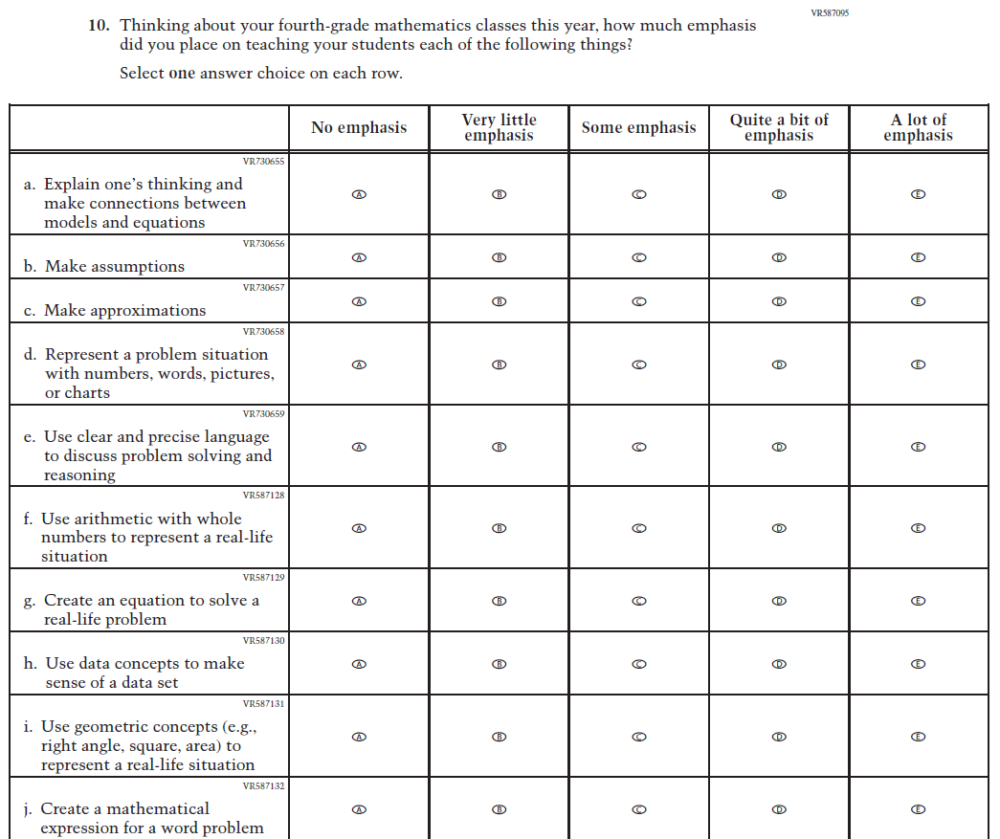 VR587095
10. Thinking about your fourth-grade mathematics classes this year, how much emphasis
did you place on teaching your students each of the following things?
Select one answer choice on each row.
No emphasis
Very little
emphasis
Some emphasis
Quite a bit of
emphasis
A lot of
emphasis
VR730655
a. Explain one's thinking and
make connections between
models and equations
A B C D E
VR730656
b. Make assumptions
A B C D E
VR730657
c. Make approximations
A B C D E
VR730658
d. Represent a problem situation
with numbers, words, pictures,
or charts
A B C D E
VR730659
e. Use clear and precise language
to discuss problem solving and
reasoning
A B C D E
VR587128
f. Use arithmetic with whole
numbers to represent a real-life
situation
A B C D E
VR587129
g. Create an equation to solve a
real-life problem
A B C D E
VR587130
h. Use data concepts to make
sense of a data set
A B C D E
VR587131
i. Use geometric concepts (e.g.,
right angle, square, area) to
represent a real-life situation
A B C D E
VR587132
j. Create a mathematical
expression for a word problem
A B C D E